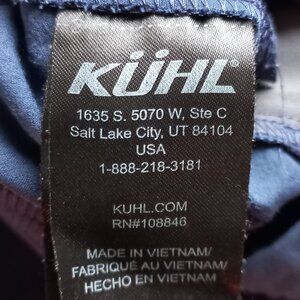 KÜHL
1635 S. 5070 W, Ste C
Salt Lake City, UT 84104
USA
1-888-218-3181
KUHL.COM
RN#108846
MADE IN VIETNAM/
FABRIQUÉ AU VIETNAM/
HECHO EN VIETNAM